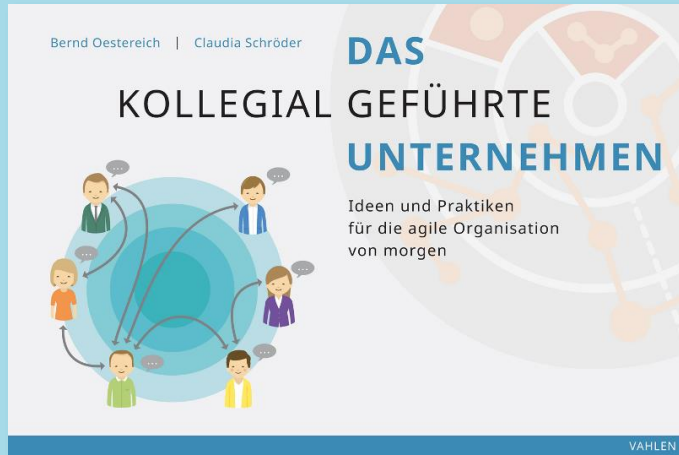 Bernd Oestereich | Claudia Schröder
DAS
KOLLEGIAL GEFÜHRTE
UNTERNEHMEN
Ideen und Praktiken
für die agile Organisation
von morgen
VAHLEN